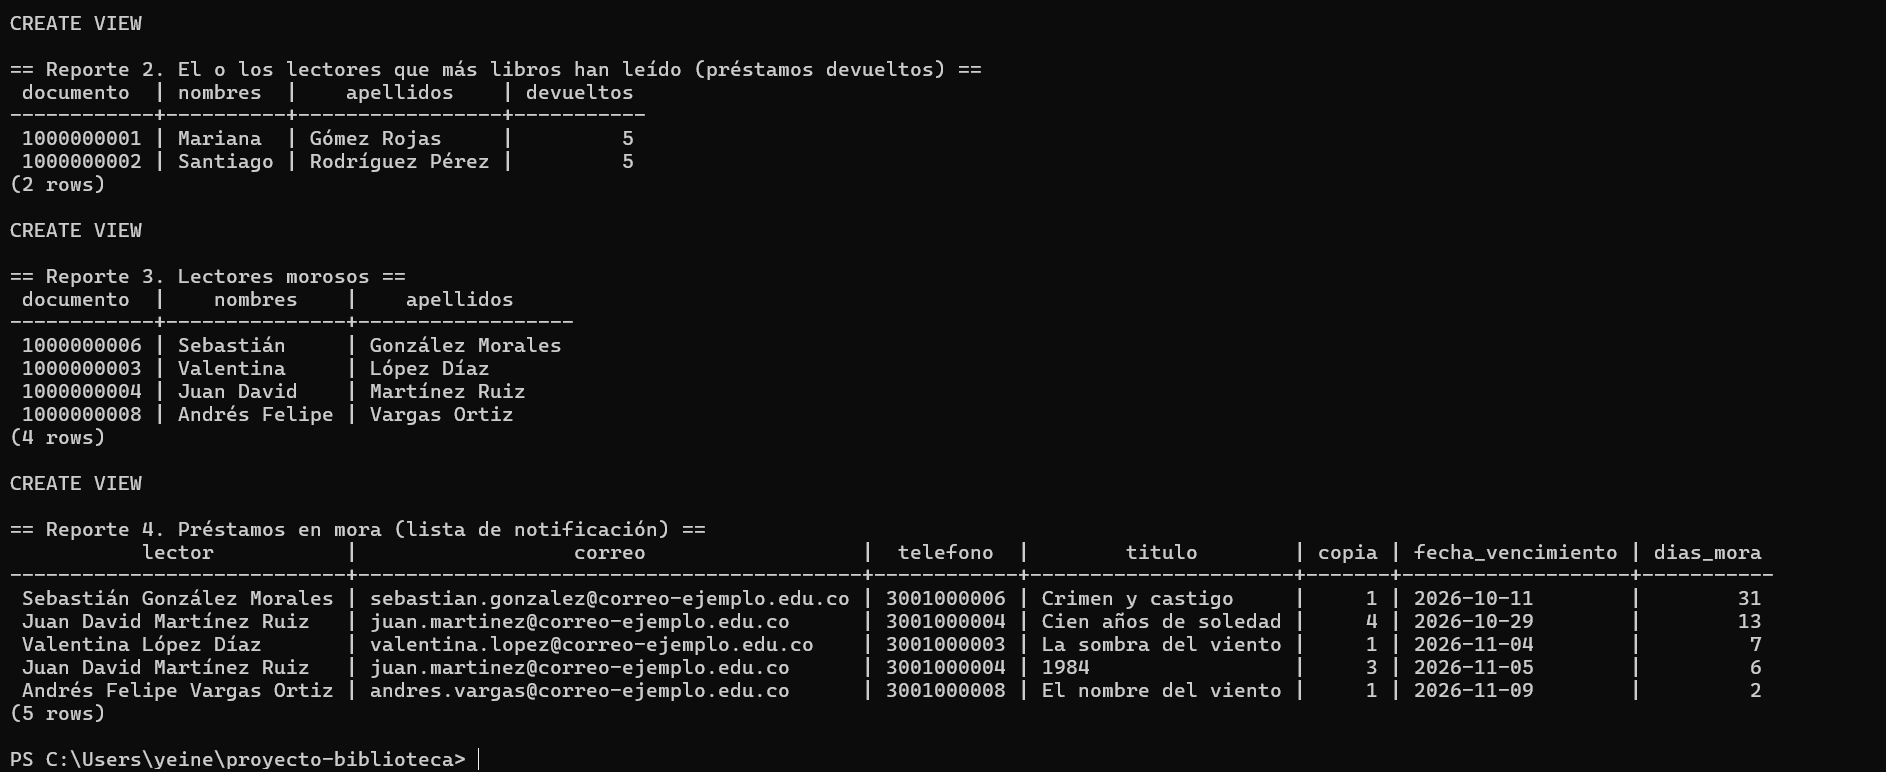 CREATE VIEW
== Reporte 2. El o los lectores que más libros han leído (préstamos devueltos) ==
 documento  | nombres  |    apellidos    | devueltos
------------+----------+-----------------+-----------
 1000000001 | Mariana  | Gómez Rojas     |         5
 1000000002 | Santiago | Rodríguez Pérez |         5
(2 rows)
CREATE VIEW
== Reporte 3. Lectores morosos ==
 documento  |    nombres    |    apellidos
------------+---------------+------------------
 1000000006 | Sebastián     | González Morales
 1000000003 | Valentina     | López Díaz
 1000000004 | Juan David    | Martínez Ruiz
 1000000008 | Andrés Felipe | Vargas Ortiz
(4 rows)
CREATE VIEW
== Reporte 4. Préstamos en mora (lista de notificación) ==
           lector           |                  correo                  |  telefono  |        titulo        | copia | fecha_vencimiento | dias_mora
----------------------------+------------------------------------------+------------+----------------------+-------+-------------------+-----------
 Sebastián González Morales | sebastian.gonzalez@correo-ejemplo.edu.co | 3001000006 | Crimen y castigo     |     1 | 2026-10-11        |        31
 Juan David Martínez Ruiz   | juan.martinez@correo-ejemplo.edu.co      | 3001000004 | Cien años de soledad |     4 | 2026-10-29        |        13
 Valentina López Díaz       | valentina.lopez@correo-ejemplo.edu.co    | 3001000003 | La sombra del viento |     1 | 2026-11-04        |         7
 Juan David Martínez Ruiz   | juan.martinez@correo-ejemplo.edu.co      | 3001000004 | 1984                 |     3 | 2026-11-05        |         6
 Andrés Felipe Vargas Ortiz | andres.vargas@correo-ejemplo.edu.co      | 3001000008 | El nombre del viento |     1 | 2026-11-09        |         2
(5 rows)
PS C:\Users\yeine\proyecto-biblioteca>